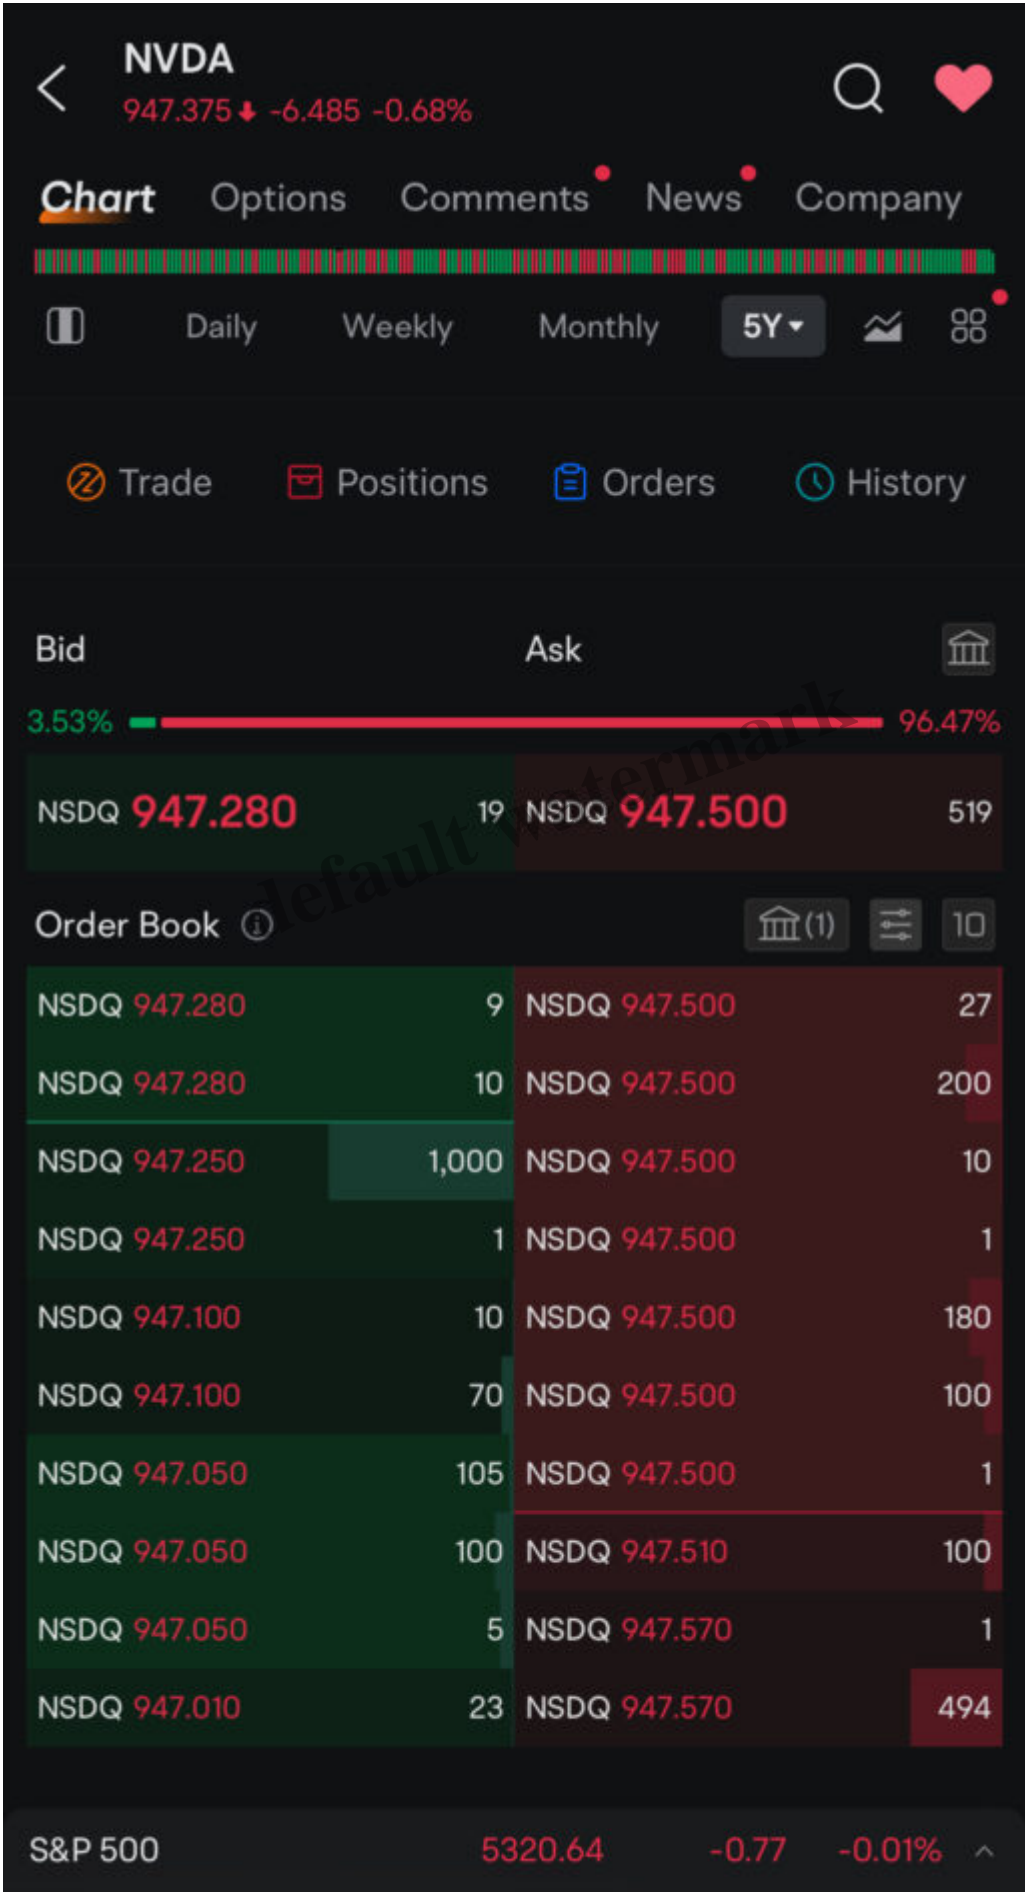 NVDA
947.375 -6.485 -0.68%
Chart Options Comments News Company
Daily Weekly Monthly 5Y
Trade Positions Orders History
Bid Ask
3.53% 96.47%
NSDQ 947.280 19 NSDQ 947.500 519
default watermark
Order Book (1) 10
NSDQ 947.280 9 NSDQ 947.500 27
NSDQ 947.280 10 NSDQ 947.500 200
NSDQ 947.250 1,000 NSDQ 947.500 10
NSDQ 947.250 1 NSDQ 947.500 1
NSDQ 947.100 10 NSDQ 947.500 180
NSDQ 947.100 70 NSDQ 947.500 100
NSDQ 947.050 105 NSDQ 947.500 1
NSDQ 947.050 100 NSDQ 947.510 100
NSDQ 947.050 5 NSDQ 947.570 1
NSDQ 947.010 23 NSDQ 947.570 494
S&P 500 5320.64 -0.77 -0.01%